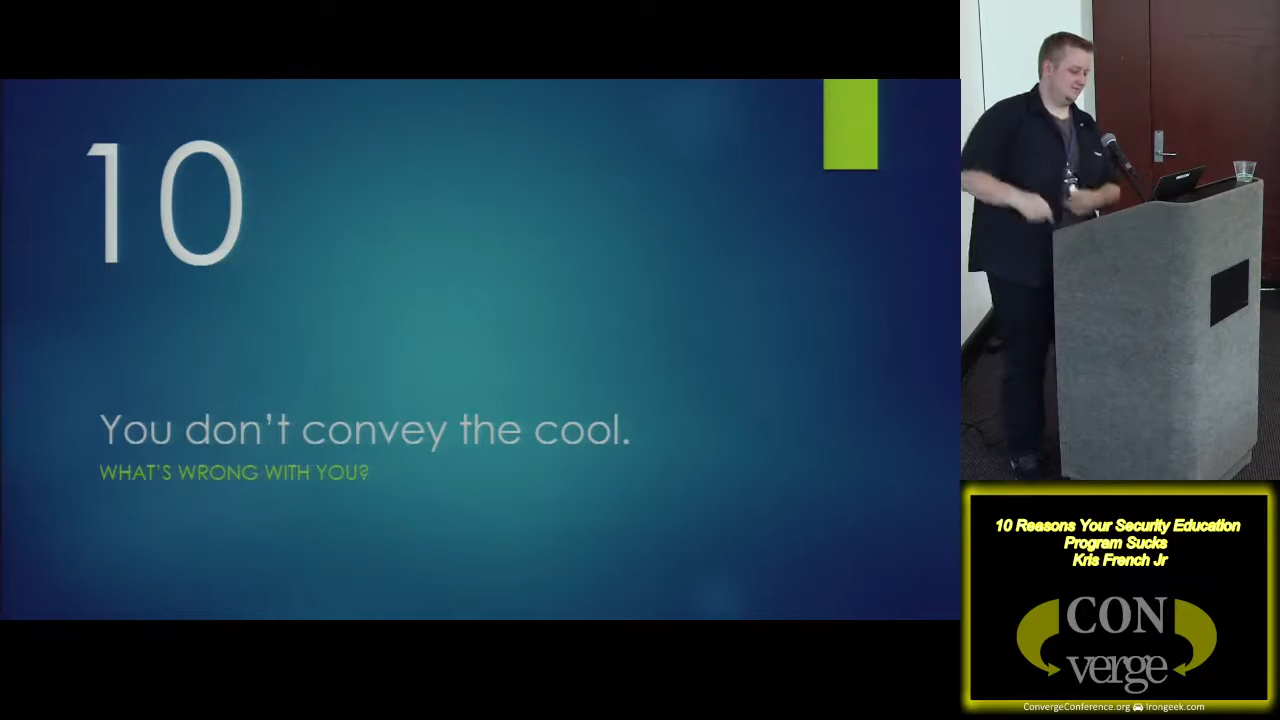 10
You don't convey the cool.
WHAT'S WRONG WITH YOU?
10 Reasons Your Security Education
Program Sucks
Kris French Jr
CON
verge
ConvergeConference.org Irongeek.com